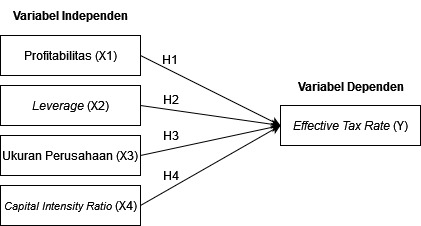 Variabel Independen
Profitabilitas (X1)
H1
Leverage (X2)
H2
Variabel Dependen
Effective Tax Rate (Y)
Ukuran Perusahaan (X3)
H3
Capital Intensity Ratio (X4)
H4